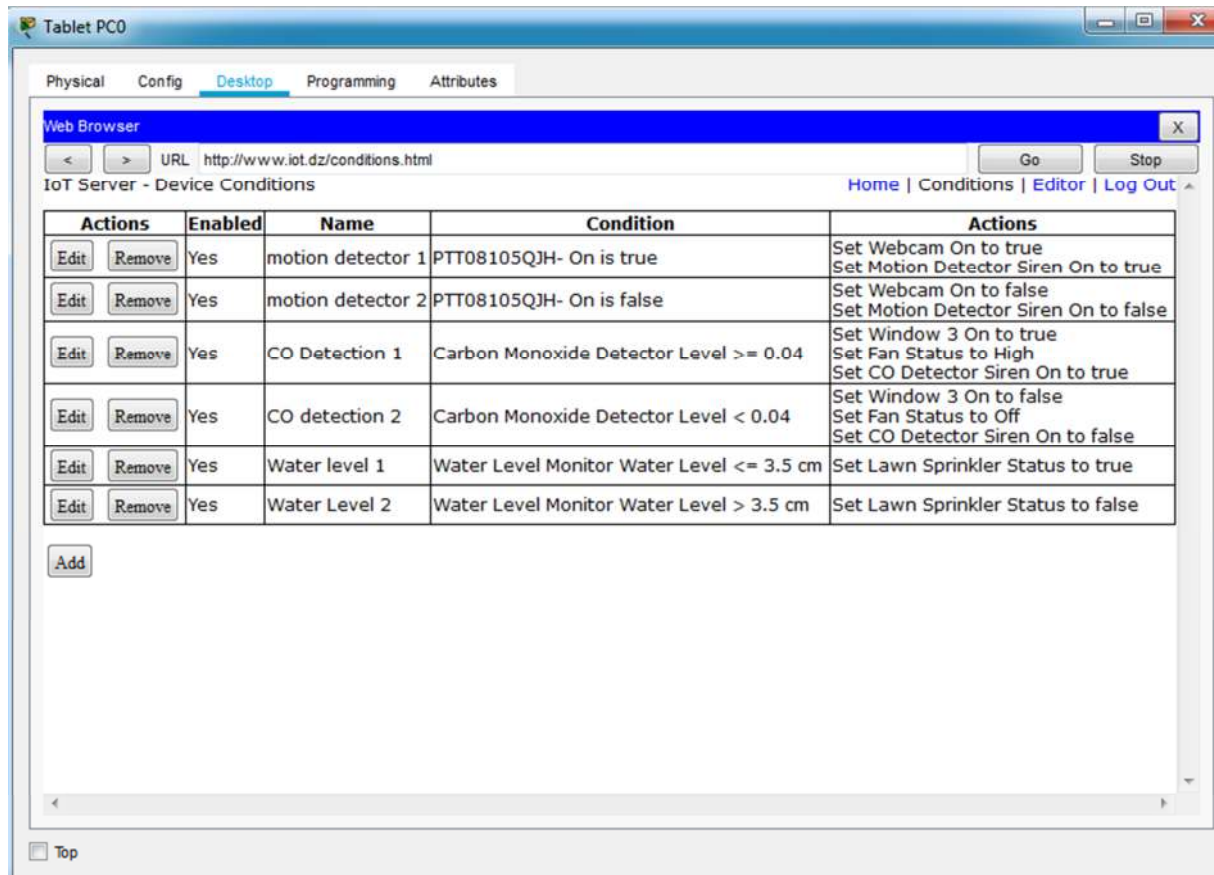 Tablet PC0
X
Physical Config Desktop Programming Attributes
Web Browser X
< > URL http://www.iot.dz/conditions.html Go Stop
IoT Server - Device Conditions Home | Conditions | Editor | Log Out
Actions Enabled Name Condition Actions
Edit Remove Yes motion detector 1 PTT08105QJH- On is true Set Webcam On to true
Set Motion Detector Siren On to true
Edit Remove Yes motion detector 2 PTT08105QJH- On is false Set Webcam On to false
Set Motion Detector Siren On to false
Edit Remove Yes CO Detection 1 Carbon Monoxide Detector Level >= 0.04 Set Window 3 On to true
Set Fan Status to High
Set CO Detector Siren On to true
Edit Remove Yes CO detection 2 Carbon Monoxide Detector Level < 0.04 Set Window 3 On to false
Set Fan Status to Off
Set CO Detector Siren On to false
Edit Remove Yes Water level 1 Water Level Monitor Water Level <= 3.5 cm Set Lawn Sprinkler Status to true
Edit Remove Yes Water Level 2 Water Level Monitor Water Level > 3.5 cm Set Lawn Sprinkler Status to false
Add
Top